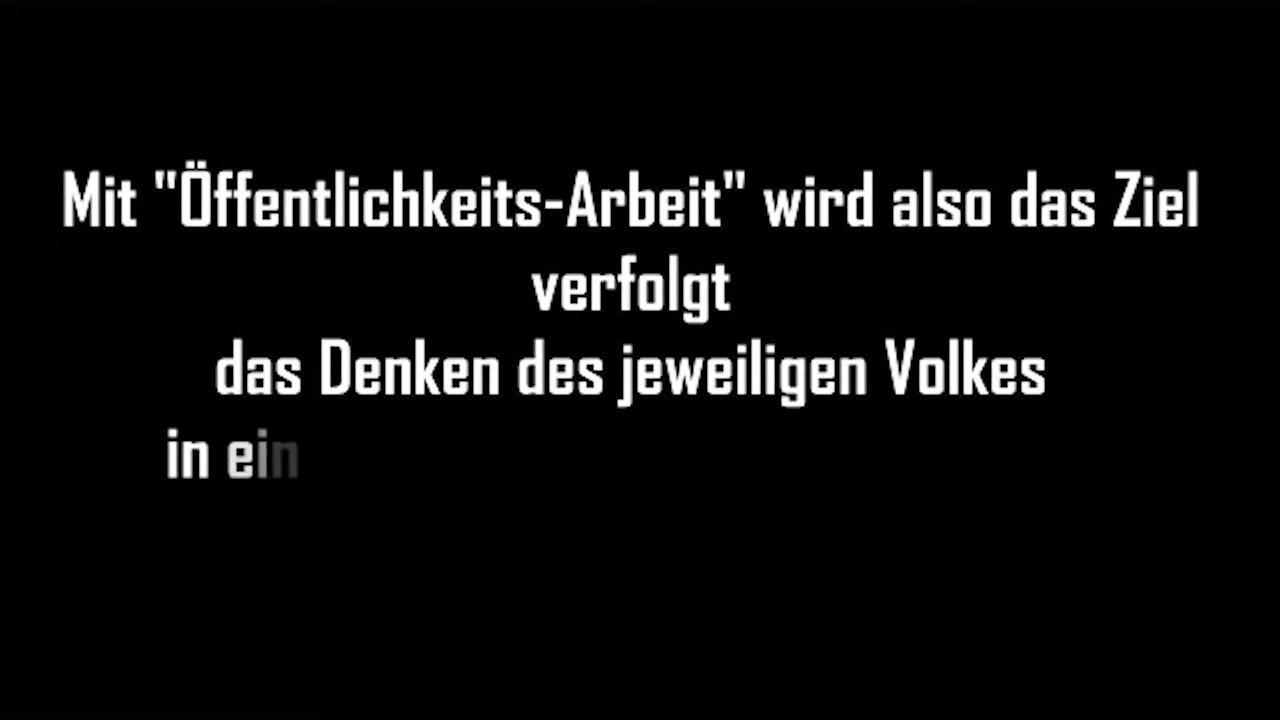 Mit "Öffentlichkeits-Arbeit" wird also das Ziel
verfolgt
das Denken des jeweiligen Volkes
in ein